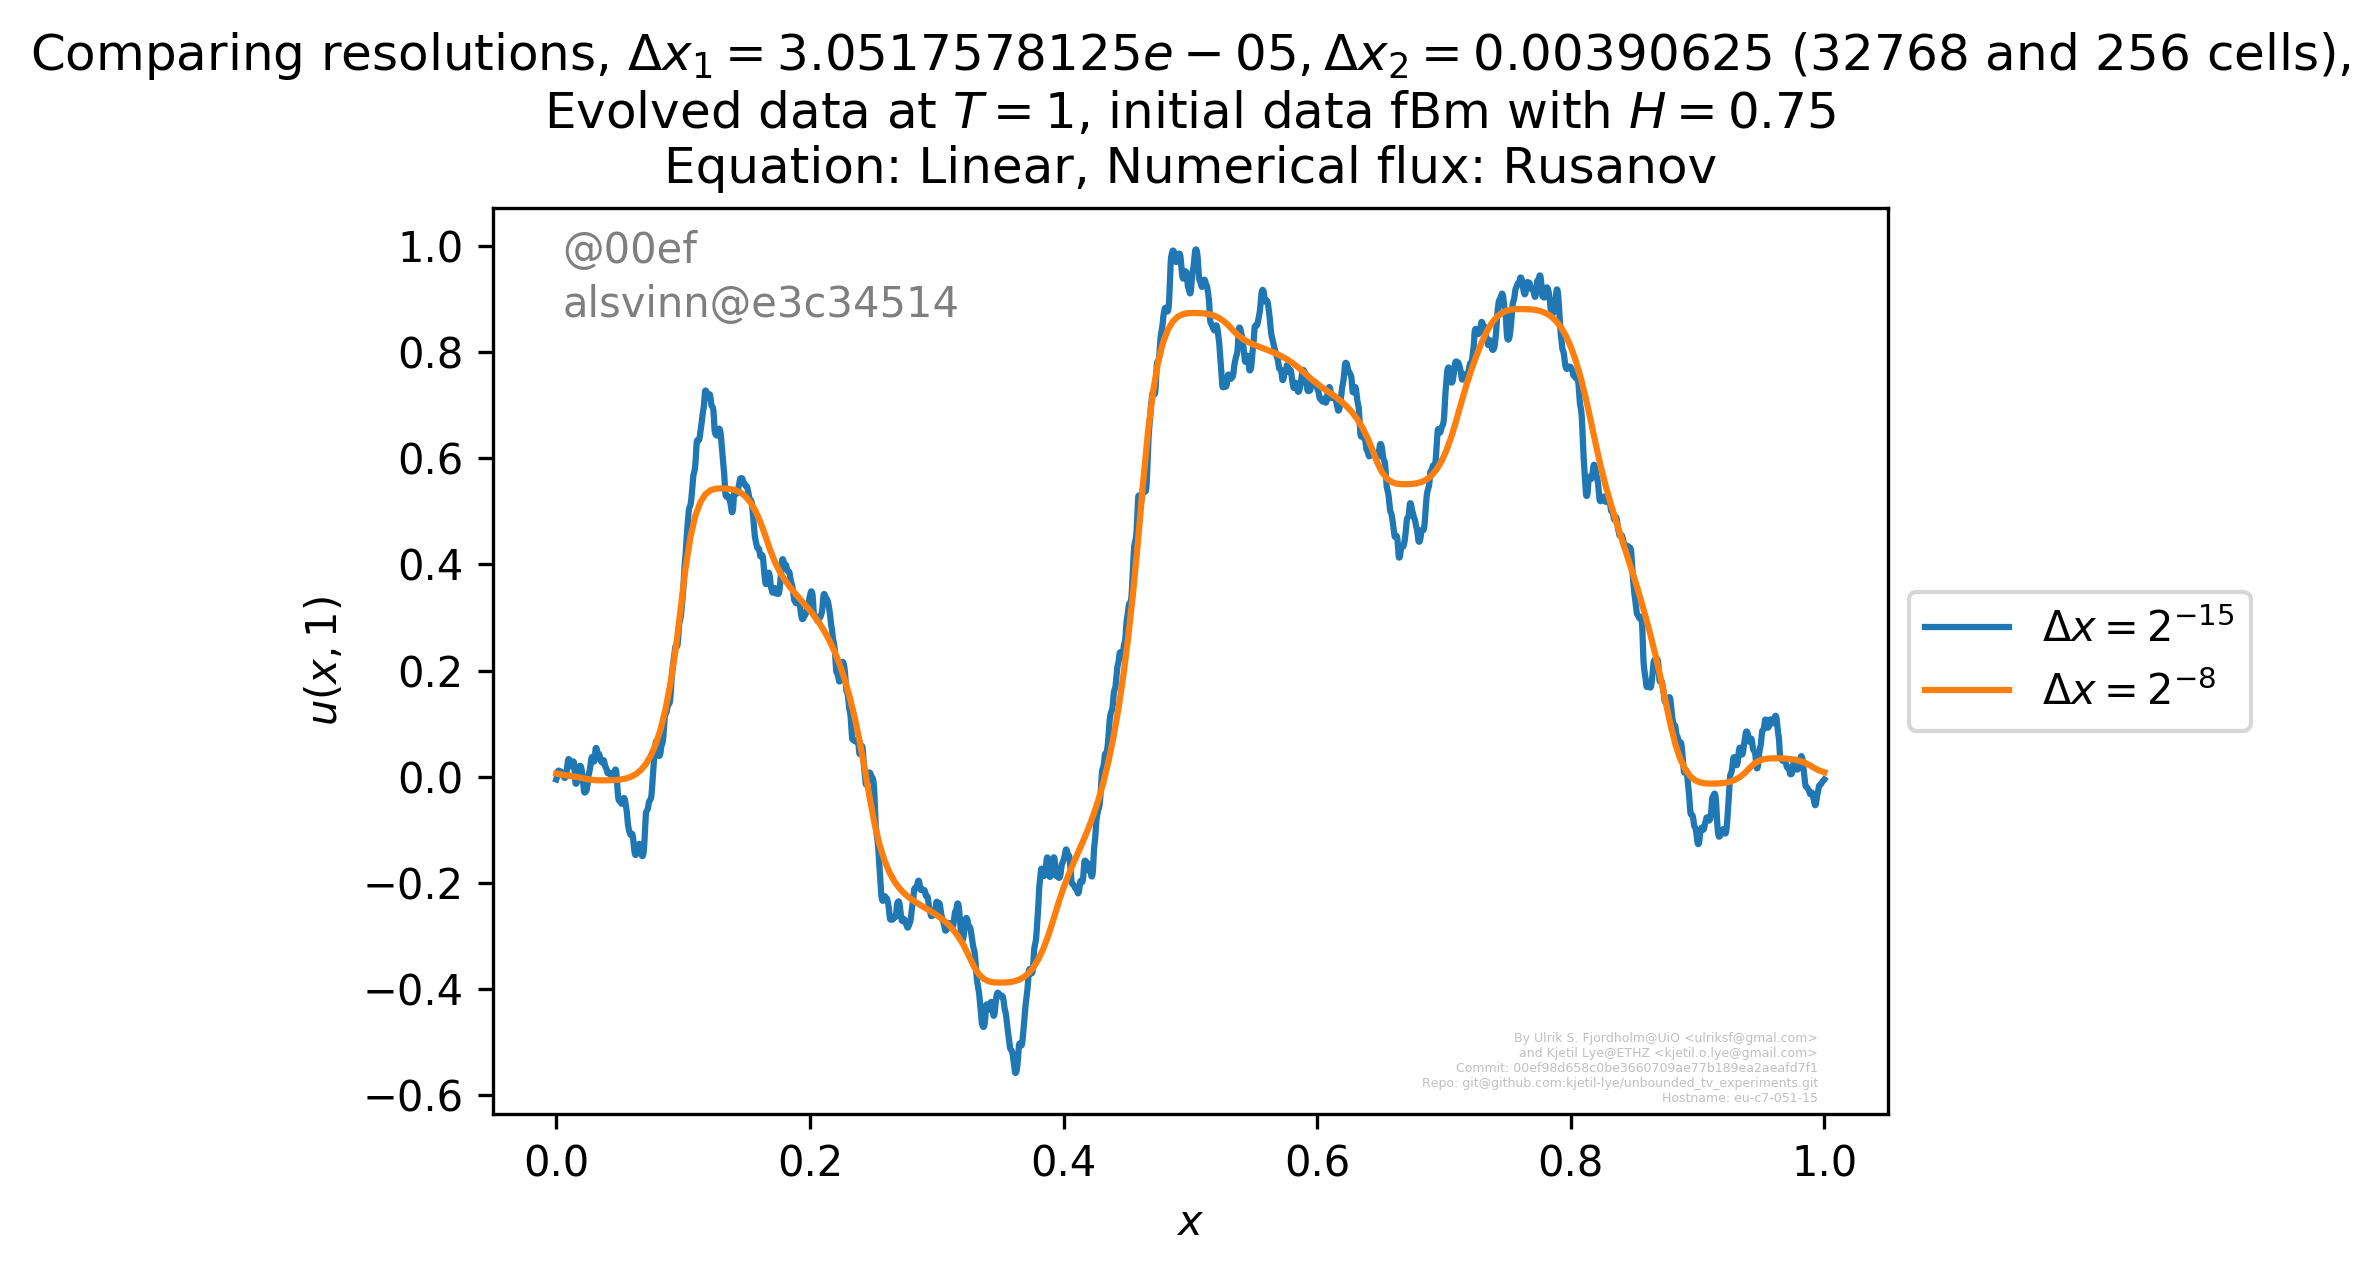 Comparing resolutions, Δx₁ = 3.0517578125e − 05, Δx₂ = 0.00390625 (32768 and 256 cells),
Evolved data at T = 1, initial data fBm with H = 0.75
Equation: Linear, Numerical flux: Rusanov
@00ef
alsvinn@e3c34514
1.0
0.8
0.6
0.4
0.2
0.0
−0.2
−0.4
−0.6
u(x, 1)
Δx = 2⁻¹⁵
Δx = 2⁻⁸
By Ulrik S. Fjordholm@UiO <ulriksf@gmal.com>
and Kjetil Lye@ETHZ <kjetil.o.lye@gmail.com>
Commit: 00ef98d658c0be3660709ae77b189ea2aeafd7f1
Repo: git@github.com:kjetil-lye/unbounded_tv_experiments.git
Hostname: eu-c7-051-15
0.0 0.2 0.4 0.6 0.8 1.0
x